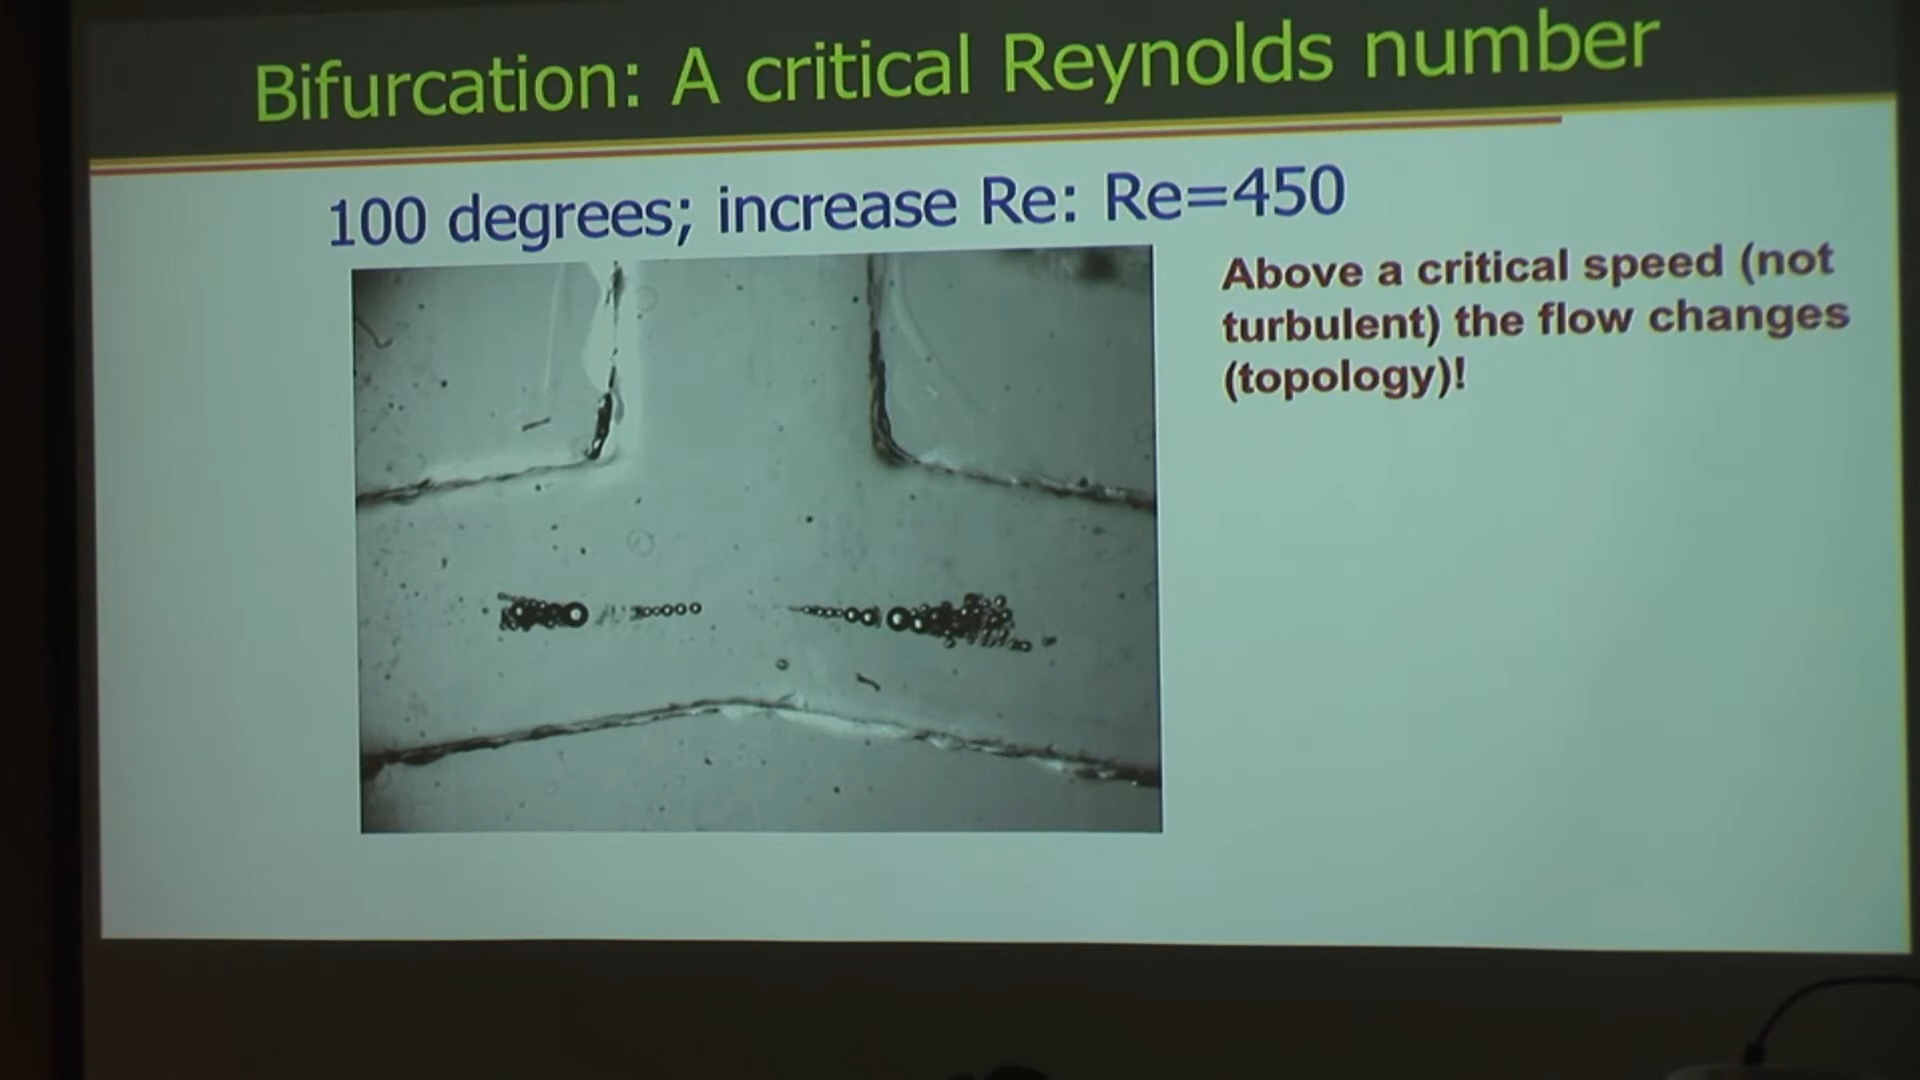 Bifurcation: A critical Reynolds number
100 degrees; increase Re: Re=450
Above a critical speed (not
turbulent) the flow changes
(topology)!